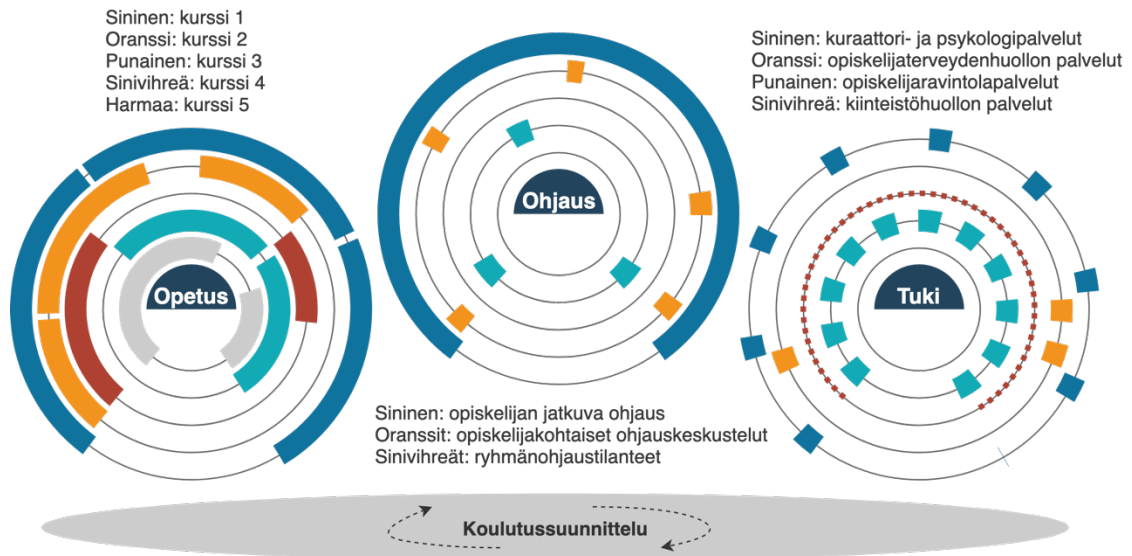 Sininen: kurssi 1
Oranssi: kurssi 2
Punainen: kurssi 3
Sinivihreä: kurssi 4
Harmaa: kurssi 5
Opetus
Ohjaus
Sininen: opiskelijan jatkuva ohjaus
Oranssit: opiskelijakohtaiset ohjauskeskustelut
Sinivihreät: ryhmänohjaustilanteet
Sininen: kuraattori- ja psykologipalvelut
Oranssi: opiskelijaterveydenhuollon palvelut
Punainen: opiskelijaravintolapalvelut
Sinivihreä: kiinteistöhuollon palvelut
Tuki
Koulutussuunnittelu